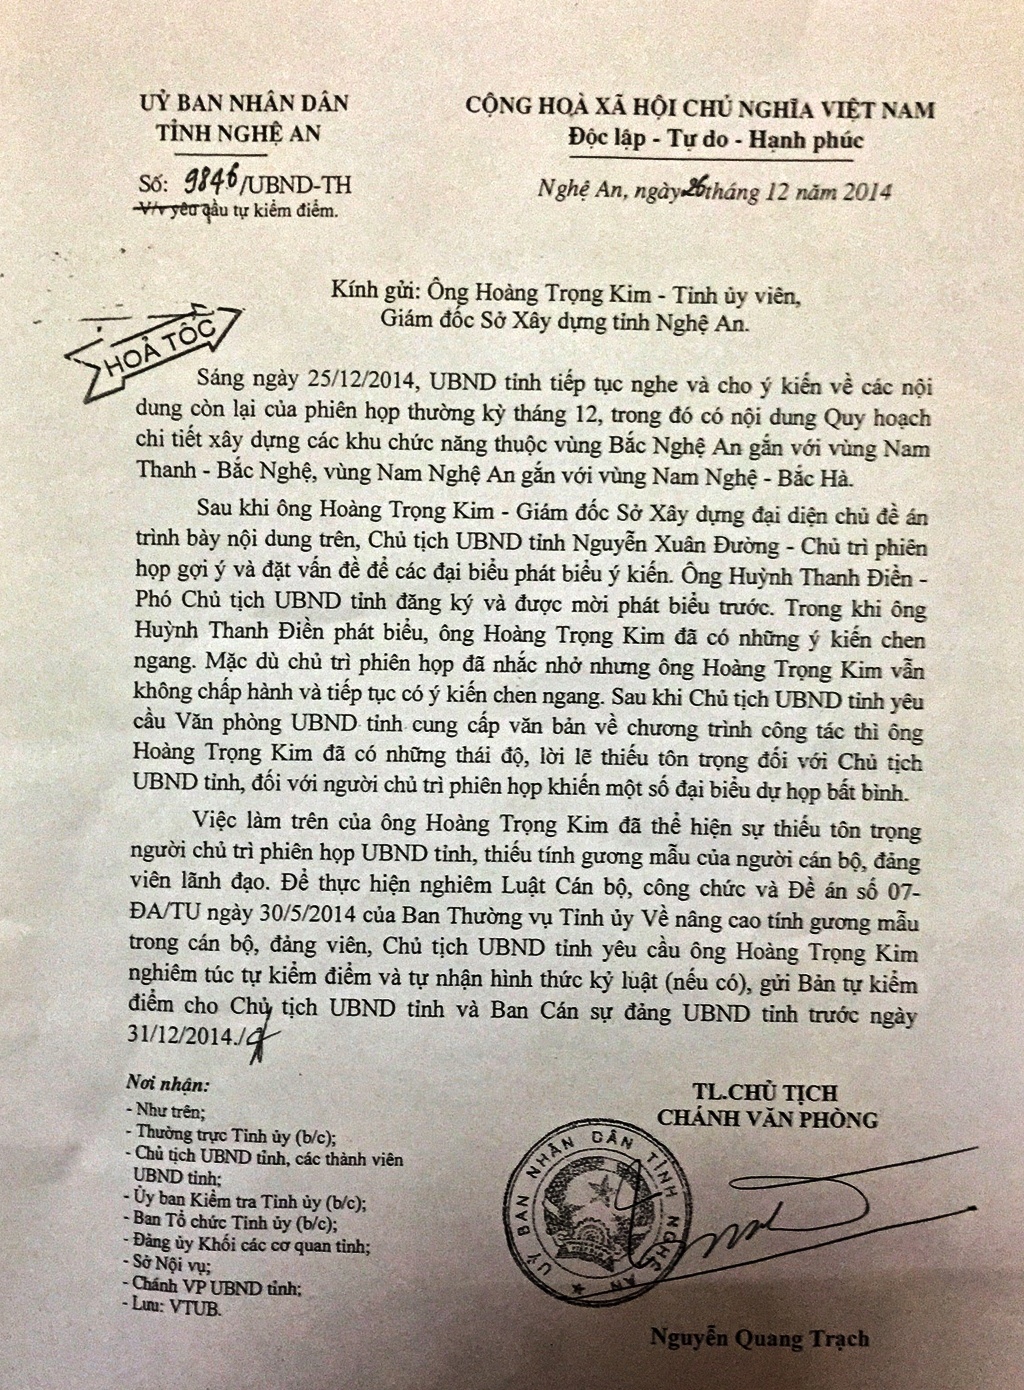 UỶ BAN NHÂN DÂN
TỈNH NGHỆ AN
Số: 9846/UBND-TH
V/v yêu cầu tự kiểm điểm.
CỘNG HOÀ XÃ HỘI CHỦ NGHĨA VIỆT NAM
Độc lập - Tự do - Hạnh phúc
Nghệ An, ngày 26 tháng 12 năm 2014
Kính gửi: Ông Hoàng Trọng Kim - Tỉnh ủy viên,
Giám đốc Sở Xây dựng tỉnh Nghệ An.
HOẢ TỐC
Sáng ngày 25/12/2014, UBND tỉnh tiếp tục nghe và cho ý kiến về các nội
dung còn lại của phiên họp thường kỳ tháng 12, trong đó có nội dung Quy hoạch
chi tiết xây dựng các khu chức năng thuộc vùng Bắc Nghệ An gắn với vùng Nam
Thanh - Bắc Nghệ, vùng Nam Nghệ An gắn với vùng Nam Nghệ - Bắc Hà.
Sau khi ông Hoàng Trọng Kim - Giám đốc Sở Xây dựng đại diện chủ đề án
trình bày nội dung trên, Chủ tịch UBND tỉnh Nguyễn Xuân Đường - Chủ trì phiên
họp gợi ý và đặt vấn đề để các đại biểu phát biểu ý kiến. Ông Huỳnh Thanh Điền -
Phó Chủ tịch UBND tỉnh đăng ký và được mời phát biểu trước. Trong khi ông
Huỳnh Thanh Điền phát biểu, ông Hoàng Trọng Kim đã có những ý kiến chen
ngang. Mặc dù chủ trì phiên họp đã nhắc nhở nhưng ông Hoàng Trọng Kim vẫn
không chấp hành và tiếp tục có ý kiến chen ngang. Sau khi Chủ tịch UBND tỉnh yêu
cầu Văn phòng UBND tỉnh cung cấp văn bản về chương trình công tác thì ông
Hoàng Trọng Kim đã có những thái độ, lời lẽ thiếu tôn trọng đối với Chủ tịch
UBND tỉnh, đối với người chủ trì phiên họp khiến một số đại biểu dự họp bất bình.
Việc làm trên của ông Hoàng Trọng Kim đã thể hiện sự thiếu tôn trọng
người chủ trì phiên họp UBND tỉnh, thiếu tính gương mẫu của người cán bộ, đảng
viên lãnh đạo. Để thực hiện nghiêm Luật Cán bộ, công chức và Đề án số 07-
ĐA/TU ngày 30/5/2014 của Ban Thường vụ Tỉnh ủy Về nâng cao tính gương mẫu
trong cán bộ, đảng viên, Chủ tịch UBND tỉnh yêu cầu ông Hoàng Trọng Kim
nghiêm túc tự kiểm điểm và tự nhận hình thức kỷ luật (nếu có), gửi Bản tự kiểm
điểm cho Chủ tịch UBND tỉnh và Ban Cán sự đảng UBND tỉnh trước ngày
31/12/2014./.
Nơi nhận:
- Như trên;
- Thường trực Tỉnh ủy (b/c);
- Chủ tịch UBND tỉnh, các thành viên
UBND tỉnh;
- Ủy ban Kiểm tra Tỉnh ủy (b/c);
- Ban Tổ chức Tỉnh ủy (b/c);
- Đảng ủy Khối các cơ quan tỉnh;
- Sở Nội vụ;
- Chánh VP UBND tỉnh;
- Lưu: VTUB.
TL.CHỦ TỊCH
CHÁNH VĂN PHÒNG
UỶ BAN NHÂN DÂN TỈNH NGHỆ AN
Nguyễn Quang Trạch